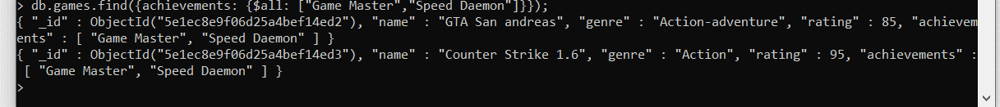 > db.games.find({achievements: {$all: ["Game Master","Speed Daemon"]}});
{ "_id" : ObjectId("5e1ec8e9f06d25a4bef14ed2"), "name" : "GTA San andreas", "genre" : "Action-adventure", "rating" : 85, "achievem
ents" : [ "Game Master", "Speed Daemon" ] }
{ "_id" : ObjectId("5e1ec8e9f06d25a4bef14ed3"), "name" : "Counter Strike 1.6", "genre" : "Action", "rating" : 95, "achievements" :
[ "Game Master", "Speed Daemon" ] }
>